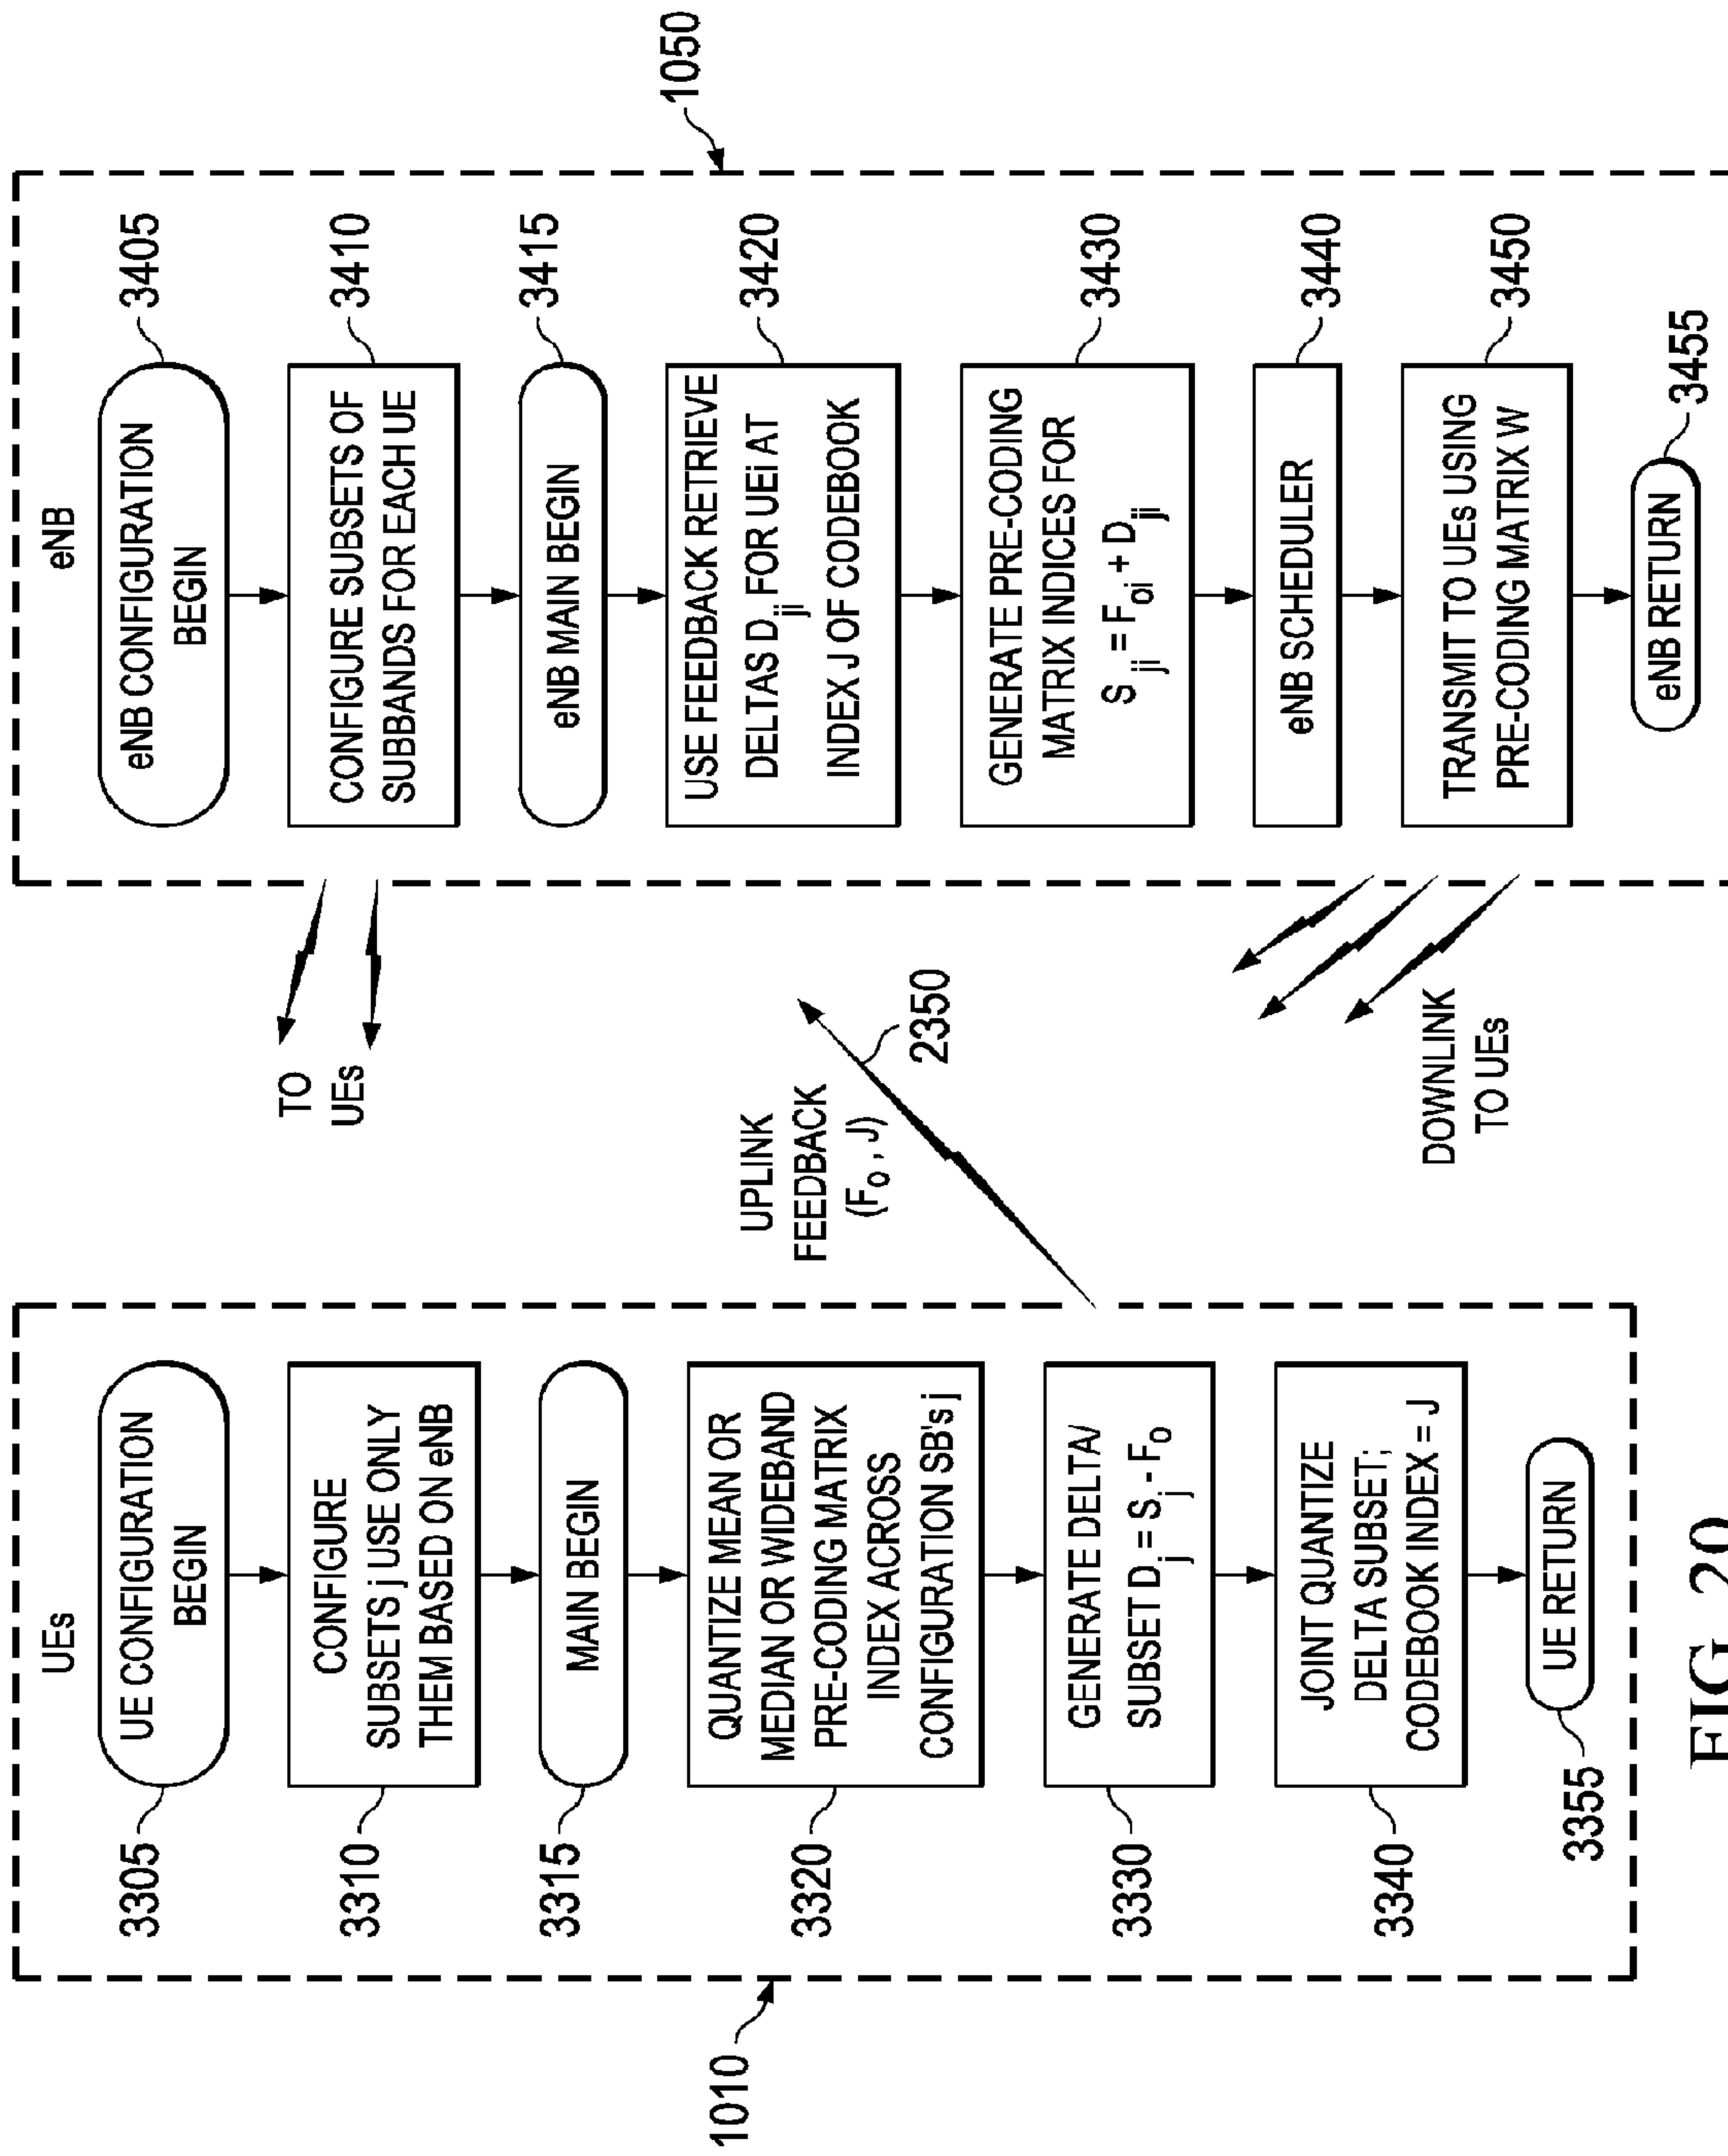 UEs
UE CONFIGURATION
BEGIN
3305
CONFIGURE
SUBSETS j USE ONLY
THEM BASED ON eNB
3310
MAIN BEGIN
3315
QUANTIZE MEAN OR
MEDIAN OR WIDEBAND
PRE-CODING MATRIX
INDEX ACROSS
CONFIGURATION SB's j
3320
GENERATE DELTA/
SUBSET Dj = Sj - Fo
3330
JOINT QUANTIZE
DELTA SUBSET;
CODEBOOK INDEX = J
3340
UE RETURN
3355
1010
TO
UEs
UPLINK
FEEDBACK
(Fo, J)
2350
DOWNLINK
TO UEs
eNB
eNB CONFIGURATION
BEGIN
3405
CONFIGURE SUBSETS OF
SUBBANDS FOR EACH UE
3410
eNB MAIN BEGIN
3415
USE FEEDBACK RETRIEVE
DELTAS Dji FOR UEi AT
INDEX J OF CODEBOOK
3420
GENERATE PRE-CODING
MATRIX INDICES FOR
Sji = Foi + Dji
3430
eNB SCHEDULER
3440
TRANSMIT TO UEs USING
PRE-CODING MATRIX W
3450
eNB RETURN
3455
1050
FIG. 20